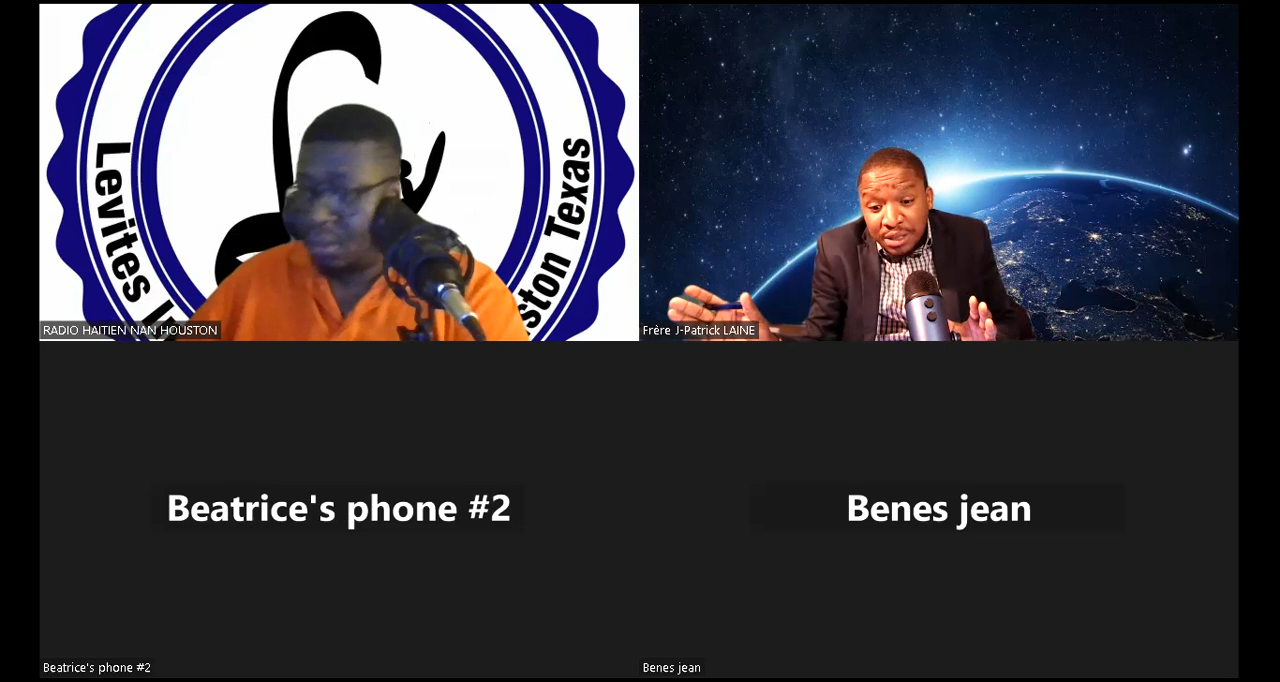 Levites
ston Texas
RADIO HAITIEN NAN HOUSTON
Frère J-Patrick LAINE
Beatrice's phone #2
Benes jean
Beatrice's phone #2
Benes jean